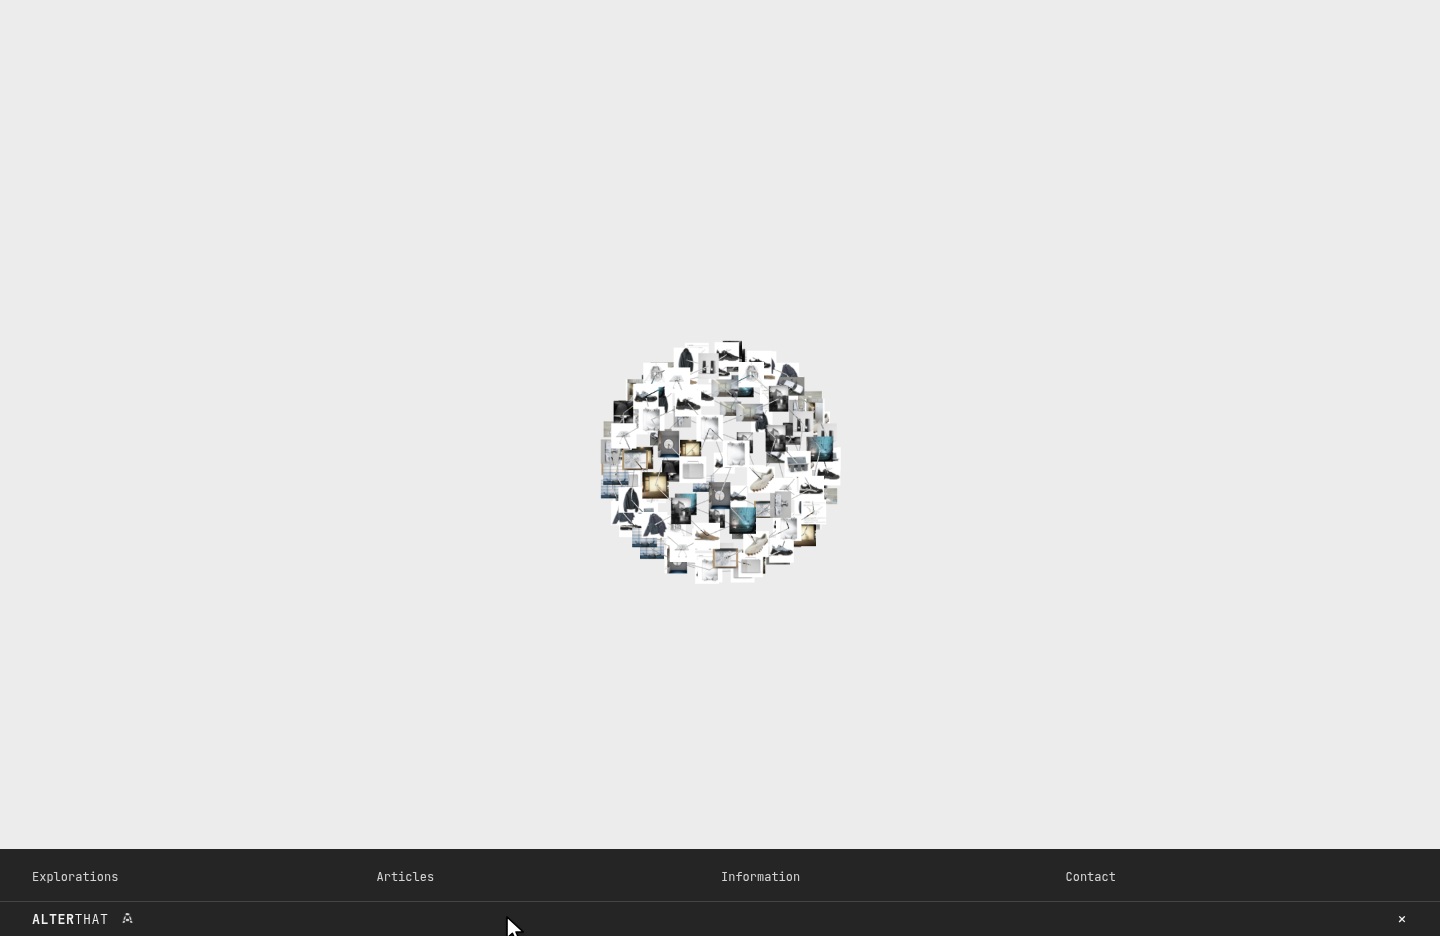 Explorations
Articles
Information
Contact
ALTERTHAT
×